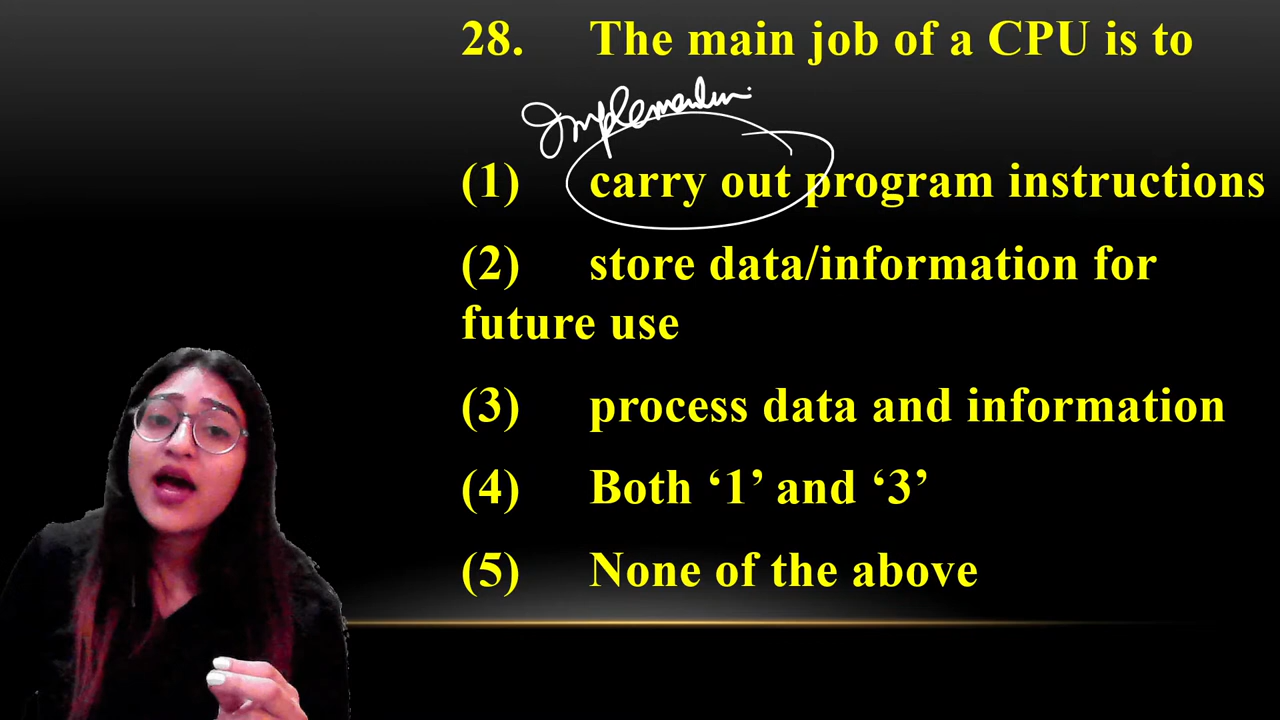 28. The main job of a CPU is to
(1) carry out program instructions
(2) store data/information for
future use
(3) process data and information
(4) Both ‘1’ and ‘3’
(5) None of the above